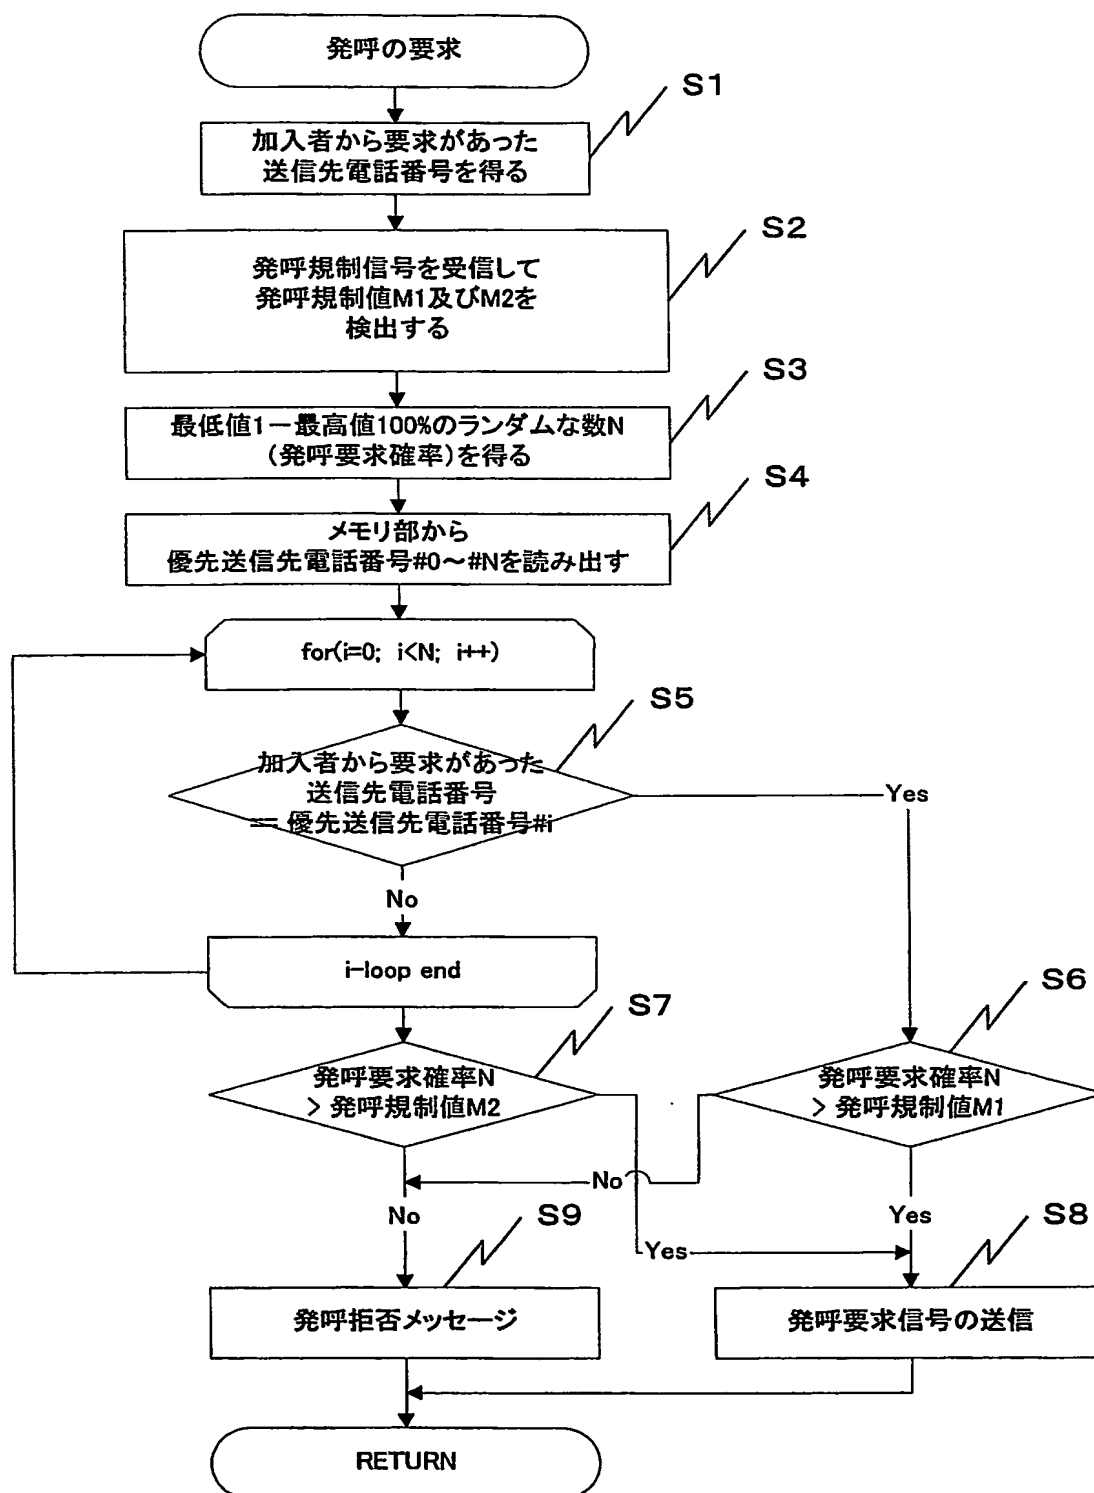 発呼の要求
S1
加入者から要求があった
送信先電話番号を得る
S2
発呼規制信号を受信して
発呼規制値M1及びM2を
検出する
S3
最低値1－最高値100%のランダムな数N
(発呼要求確率)を得る
S4
メモリ部から
優先送信先電話番号#0～#Nを読み出す
for(i=0; i<N; i++)
S5
加入者から要求があった
送信先電話番号
== 優先送信先電話番号#i
Yes
No
i-loop end
S7
S6
発呼要求確率N
> 発呼規制値M2
発呼要求確率N
> 発呼規制値M1
No
No
Yes
S9
S8
Yes
発呼拒否メッセージ
発呼要求信号の送信
RETURN